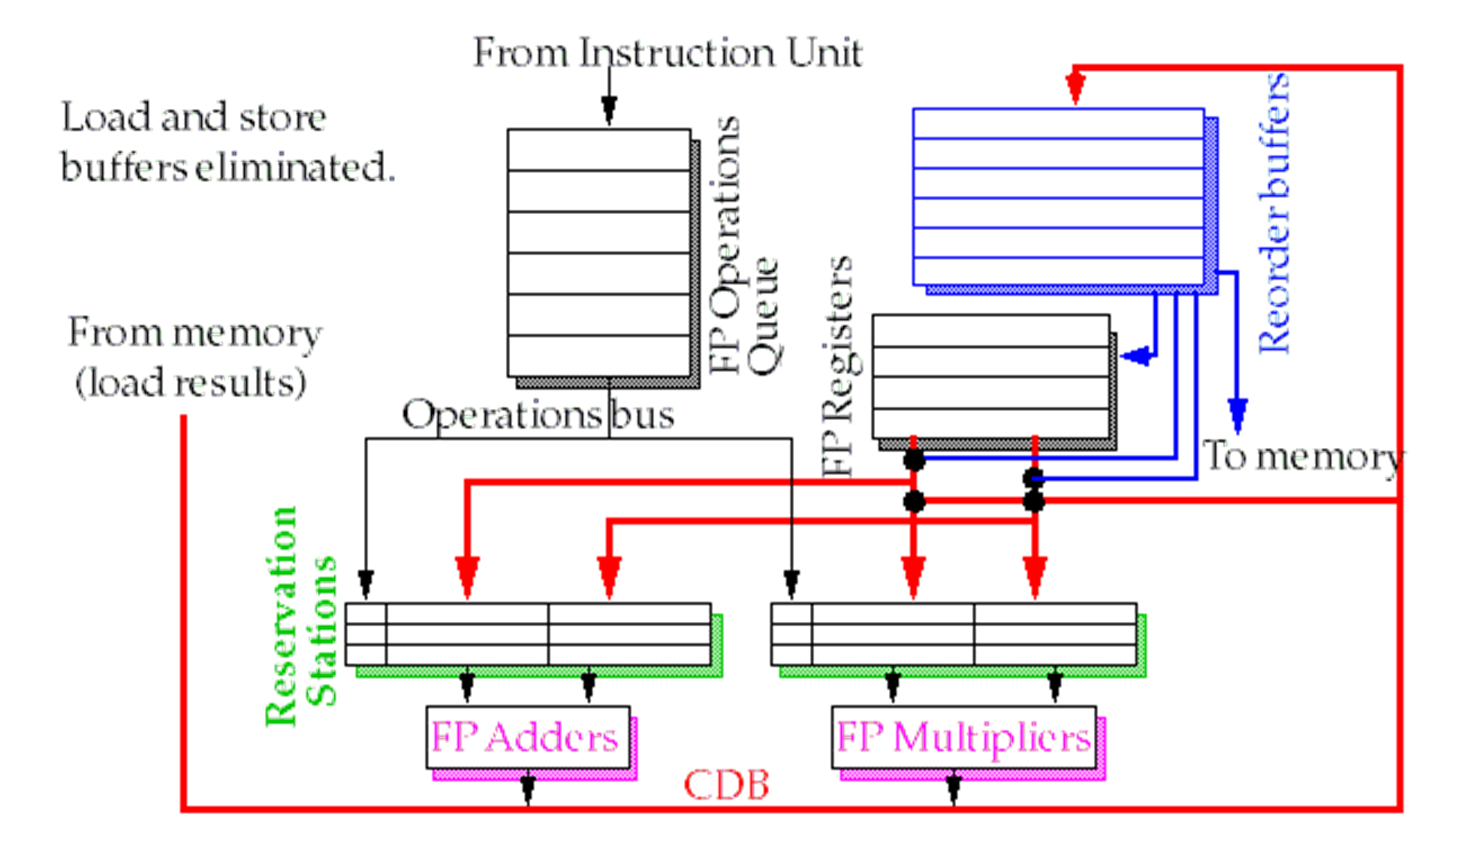 From Instruction Unit
Load and store
buffers eliminated.
FP Operations
Queue
Reorder buffers
FP Registers
From memory
(load results)
Operations bus
To memory
Reservation
Stations
FP Adders
FP Multipliers
CDB